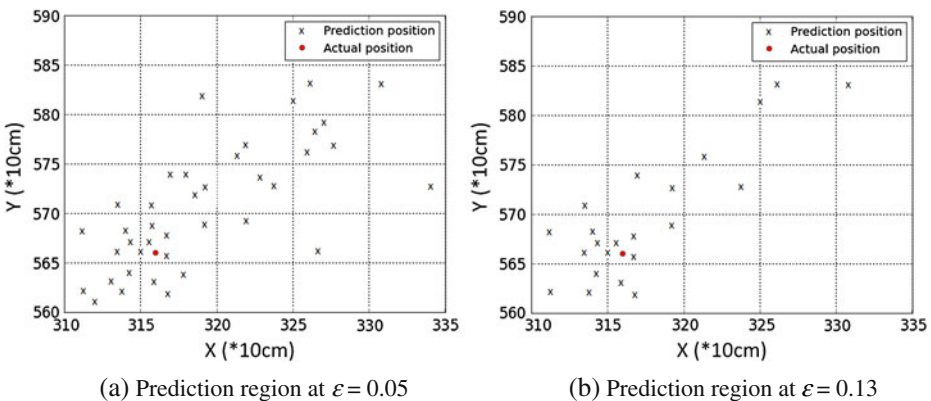 590
585
580
575
570
565
560
Y (*10cm)
x Prediction position
Actual position
310 315 320 325 330 335
X (*10cm)
(a) Prediction region at ε = 0.05
590
585
580
575
570
565
560
Y (*10cm)
x Prediction position
Actual position
310 315 320 325 330 335
X (*10cm)
(b) Prediction region at ε = 0.13